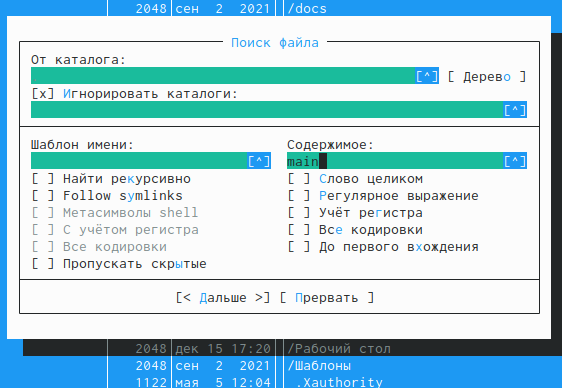 2048 сен 2 2021 /docs
Поиск файла
От каталога:
[^] [ Дерево ]
[x] Игнорировать каталоги:
[^]
Шаблон имени: Содержимое:
[^] main [^]
[ ] Найти рекурсивно [ ] Слово целиком
[ ] Follow symlinks [ ] Регулярное выражение
[ ] Метасимволы shell [ ] Учёт регистра
[ ] С учётом регистра [ ] Все кодировки
[ ] Все кодировки [ ] До первого вхождения
[ ] Пропускать скрытые
[< Дальше >] [ Прервать ]
2048 дек 15 17:20 /Рабочий стол
2048 сен 2 2021 /Шаблоны
1122 мая 5 12:04 .Xauthority